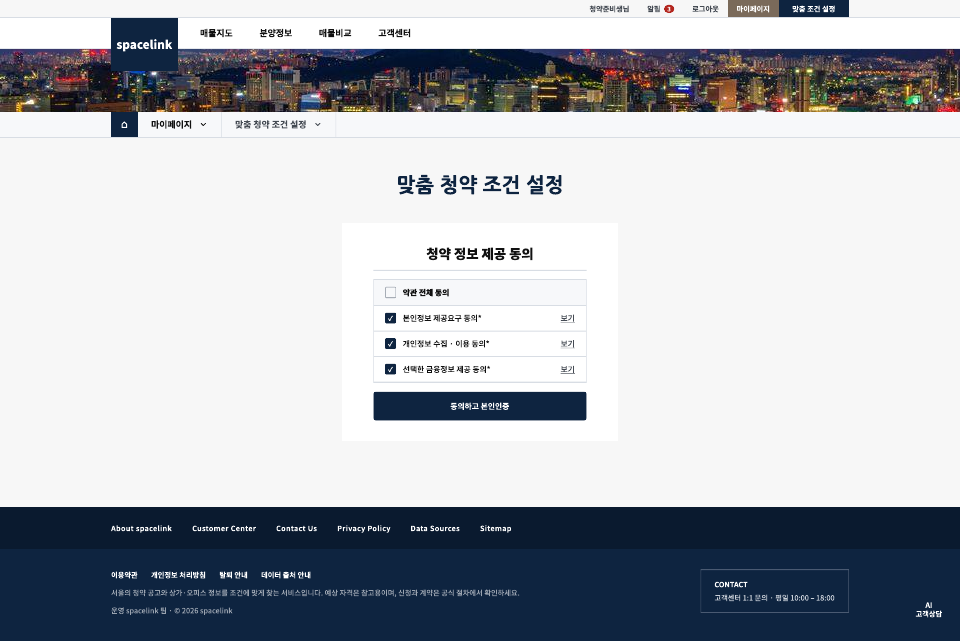 청약준비생님 알림 3 로그아웃 마이페이지 맞춤 조건 설정
spacelink 매물지도 분양정보 매물비교 고객센터
마이페이지 맞춤 청약 조건 설정
맞춤 청약 조건 설정
청약 정보 제공 동의
약관 전체 동의
본인정보 제공요구 동의* 보기
개인정보 수집 · 이용 동의* 보기
선택한 금융정보 제공 동의* 보기
동의하고 본인인증
About spacelink Customer Center Contact Us Privacy Policy Data Sources Sitemap
이용약관 개인정보 처리방침 탈퇴 안내 데이터 출처 안내
서울의 청약 공고와 상가·오피스 정보를 조건에 맞게 찾는 서비스입니다. 예상 자격은 참고용이며, 신청과 계약은 공식 절차에서 확인하세요.
운영 spacelink 팀 · © 2026 spacelink
CONTACT
고객센터 1:1 문의 · 평일 10:00 – 18:00
AI
고객상담